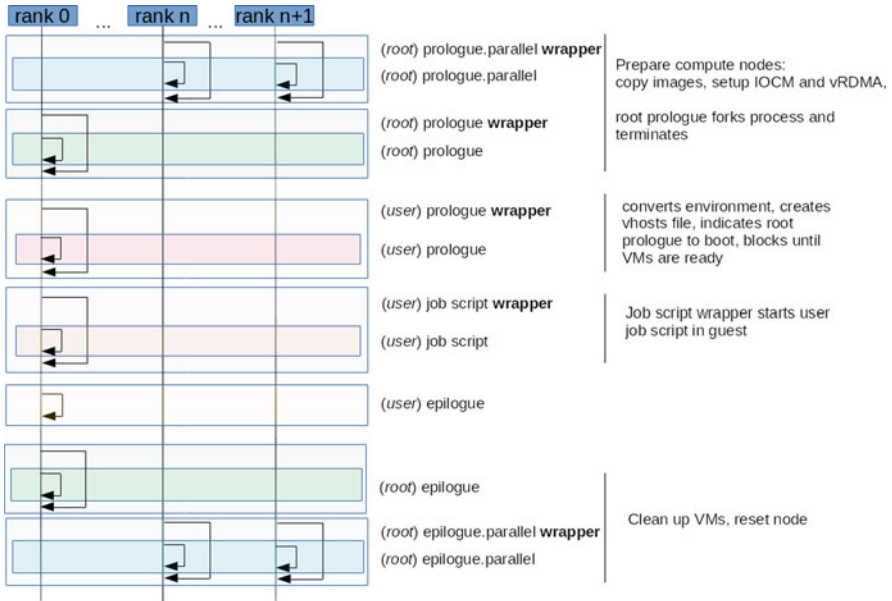 rank 0 ... rank n ... rank n+1
(root) prologue.parallel wrapper
(root) prologue.parallel
Prepare compute nodes:
copy images, setup IOCM and vRDMA,
root prologue forks process and
terminates
(root) prologue wrapper
(root) prologue
(user) prologue wrapper
(user) prologue
converts environment, creates
vhosts file, indicates root
prologue to boot, blocks until
VMs are ready
(user) job script wrapper
(user) job script
Job script wrapper starts user
job script in guest
(user) epilogue
(root) epilogue
(root) epilogue.parallel wrapper
(root) epilogue.parallel
Clean up VMs, reset node